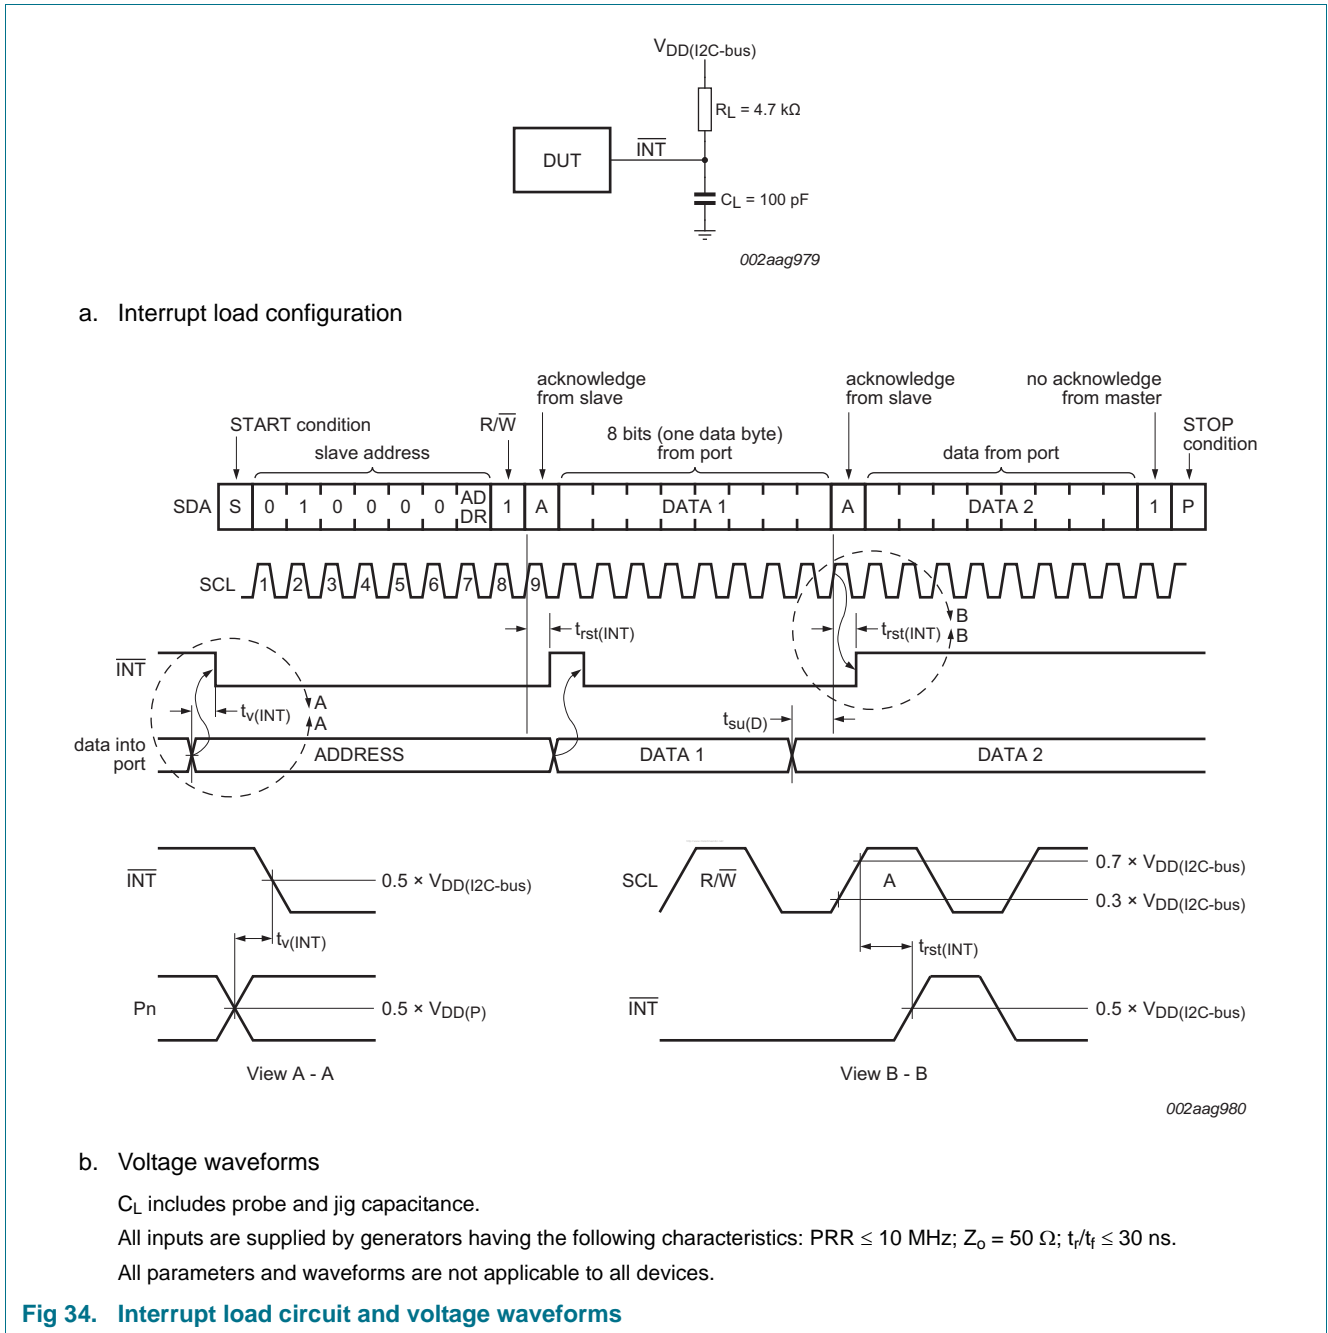 VDD(I2C-bus)
RL = 4.7 kΩ
DUT
INT
CL = 100 pF
002aag979
a. Interrupt load configuration
acknowledge
from slave
acknowledge
from slave
no acknowledge
from master
START condition
R/W
STOP
condition
slave address
8 bits (one data byte)
from port
data from port
SDA S 0 1 0 0 0 0 AD DR 1 A DATA 1 A DATA 2 1 P
SCL 1 2 3 4 5 6 7 8 9
B
B
trst(INT)
trst(INT)
INT
A
A
tv(INT)
tsu(D)
data into
port
ADDRESS
DATA 1
DATA 2
INT
0.5 × VDD(I2C-bus)
tv(INT)
Pn
0.5 × VDD(P)
View A - A
SCL
R/W
A
0.7 × VDD(I2C-bus)
0.3 × VDD(I2C-bus)
trst(INT)
INT
0.5 × VDD(I2C-bus)
View B - B
002aag980
b. Voltage waveforms
CL includes probe and jig capacitance.
All inputs are supplied by generators having the following characteristics: PRR ≤ 10 MHz; Zo = 50 Ω; tr/tf ≤ 30 ns.
All parameters and waveforms are not applicable to all devices.
Fig 34. Interrupt load circuit and voltage waveforms